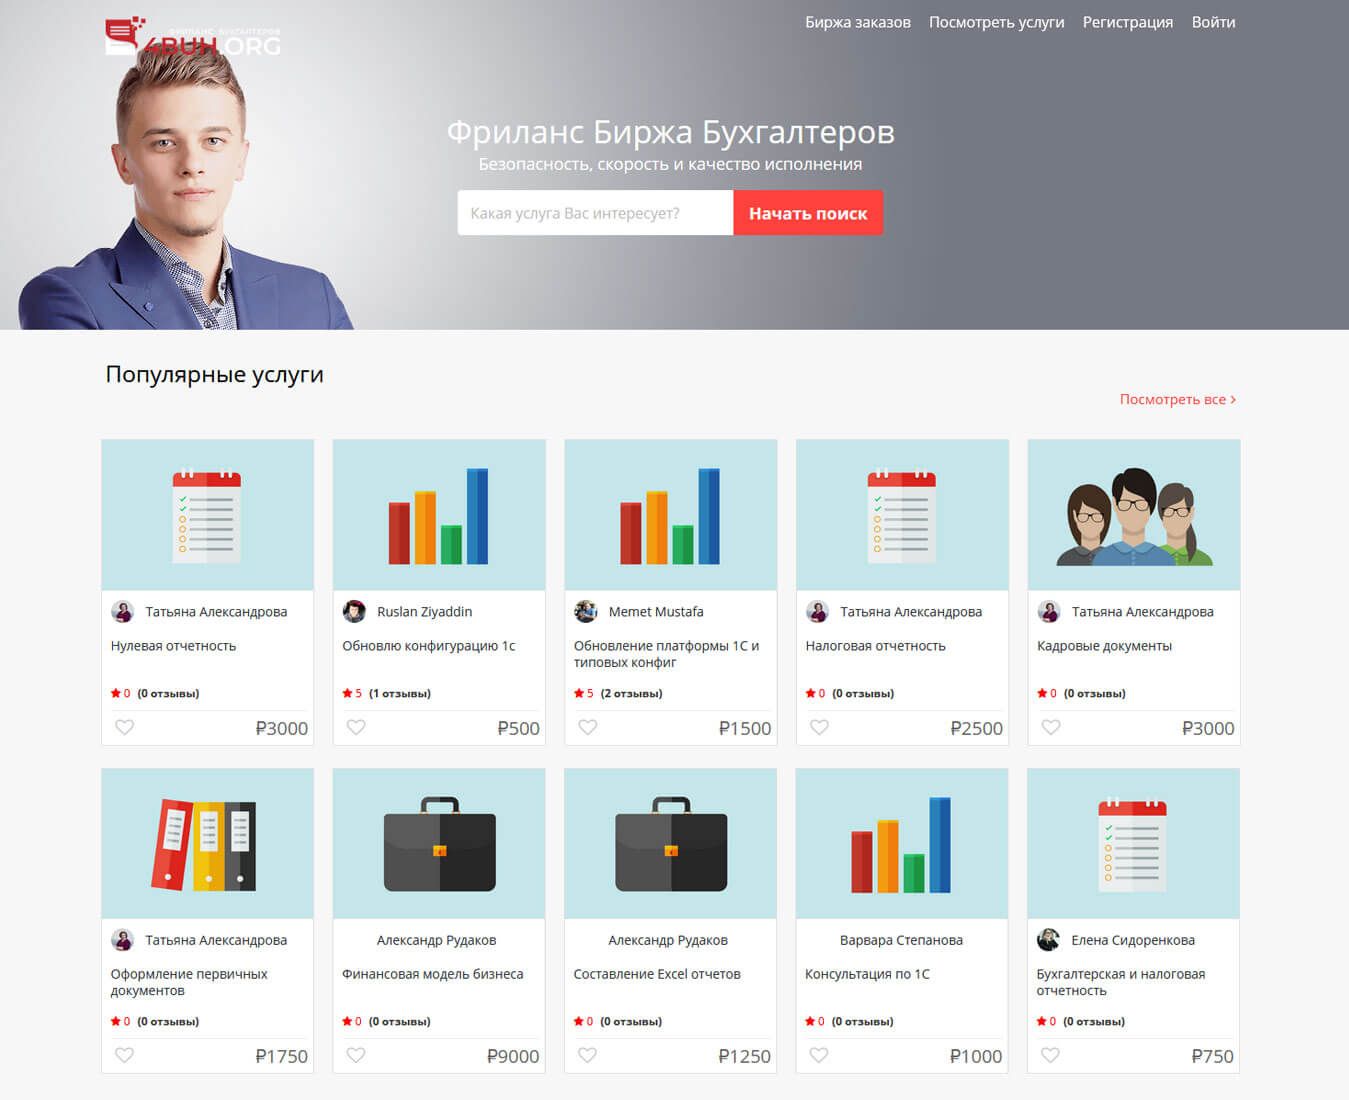 ФРИЛАНС БУХГАЛТЕРОВ
4BUH.ORG
Биржа заказов Посмотреть услуги Регистрация Войти
Фриланс Биржа Бухгалтеров
Безопасность, скорость и качество исполнения
Какая услуга Вас интересует? Начать поиск
Популярные услуги
Посмотреть все >
Татьяна Александрова
Нулевая отчетность
0 (0 отзывы)
₽3000
Ruslan Ziyaddin
Обновлю конфигурацию 1с
5 (1 отзывы)
₽500
Memet Mustafa
Обновление платформы 1С и
типовых конфиг
5 (2 отзывы)
₽1500
Татьяна Александрова
Налоговая отчетность
0 (0 отзывы)
₽2500
Татьяна Александрова
Кадровые документы
0 (0 отзывы)
₽3000
Татьяна Александрова
Оформление первичных
документов
0 (0 отзывы)
₽1750
Александр Рудаков
Финансовая модель бизнеса
0 (0 отзывы)
₽9000
Александр Рудаков
Составление Excel отчетов
0 (0 отзывы)
₽1250
Варвара Степанова
Консультация по 1С
0 (0 отзывы)
₽1000
Елена Сидоренкова
Бухгалтерская и налоговая
отчетность
0 (0 отзывы)
₽750